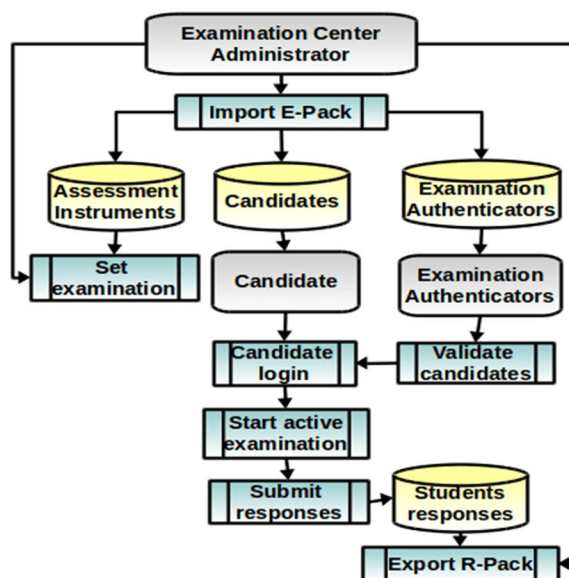 Examination Center
Administrator
Import E-Pack
Assessment
Instruments
Candidates
Examination
Authenticators
Set
examination
Candidate
Examination
Authenticators
Candidate
login
Validate
candidates
Start active
examination
Submit
responses
Students
responses
Export R-Pack